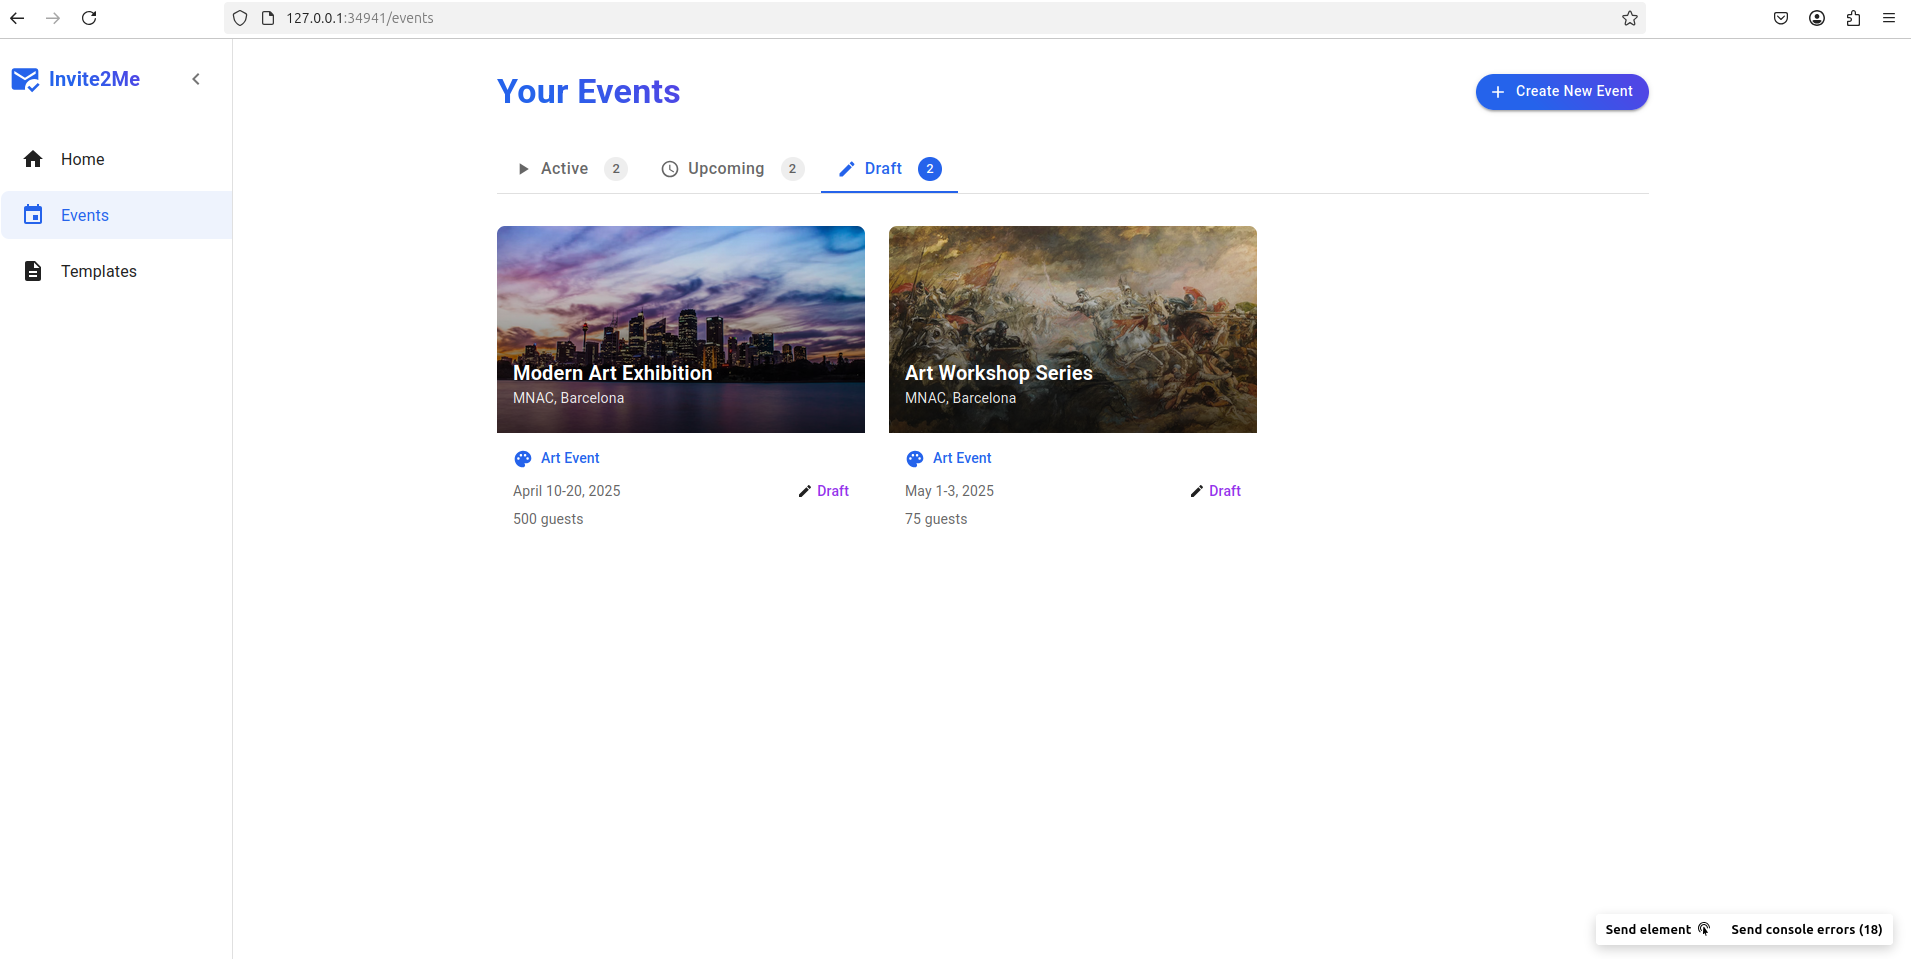 127.0.0.1:34941/events
Invite2Me
Home
Events
Templates
Your Events
Create New Event
Active 2
Upcoming 2
Draft 2
Modern Art Exhibition
MNAC, Barcelona
Art Event
April 10-20, 2025
Draft
500 guests
Art Workshop Series
MNAC, Barcelona
Art Event
May 1-3, 2025
Draft
75 guests
Send element
Send console errors (18)